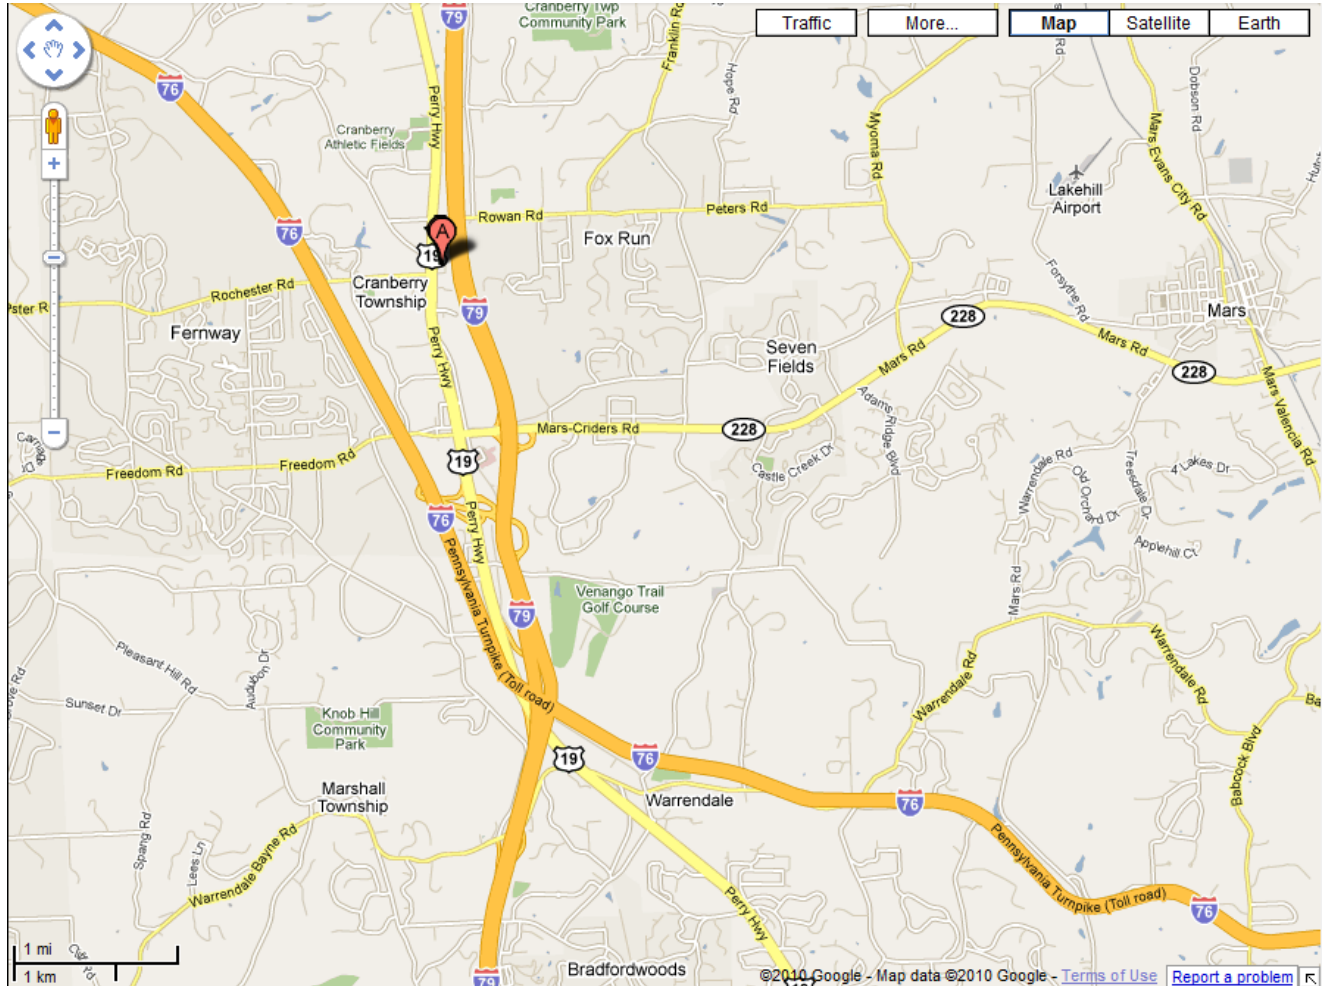 79
Cranberry Twp
Community Park
Traffic
More...
Map
Satellite
Earth
Franklin Rd
Rd
76
Perry Hwy
Hope Rd
Dobson Rd
Cranberry
Athletic Fields
Myoma Rd
Mars Evans City Rd
Lakehill
Airport
Rowan Rd
Peters Rd
76
A
19
Fox Run
Cranberry
Township
Rochester Rd
Forsythe Rd
79
228
Mars
Fernway
Perry Hwy
Seven
Fields
Mars Rd
Mars Rd
228
Mars Valencia Rd
Adams Ridge Blvd
Mars-Criders Rd
228
Freedom Rd
Freedom Rd
19
Castle Creek Dr
Warrendale Rd
Old Orchard Dr
Treesdale Dr
4 Lakes Dr
76
Perry Hwy
Applehill Ct
Pennsylvania Turnpike (Toll road)
Venango Trail
Golf Course
Mars Rd
79
Pleasant Hill Rd
Audubon Dr
Warrendale Rd
Warrendale Rd
Sunset Dr
Knob Hill
Community
Park
19
76
Babcock Blvd
Marshall
Township
Warrendale
76
Spang Rd
Lees Ln
Warrendale Bayne Rd
Pennsylvania Turnpike (Toll road)
76
Perry Hwy
1 mi
1 km
Bradfordwoods
79
©2010 Google - Map data ©2010 Google - Terms of Use
Report a problem